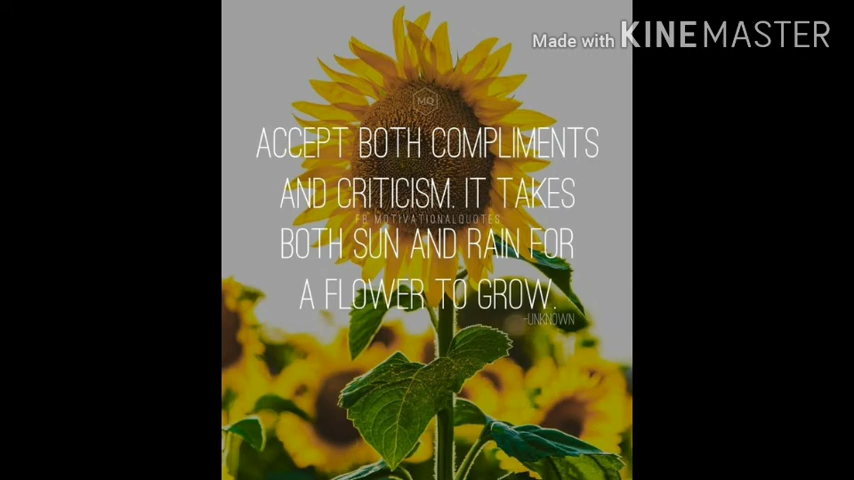 Made with KINEMASTER
MQ
ACCEPT BOTH COMPLIMENTS
AND CRITICISM. IT TAKES
FB MOTIVATIONALQUOTES
BOTH SUN AND RAIN FOR
A FLOWER TO GROW.
-UNKNOWN